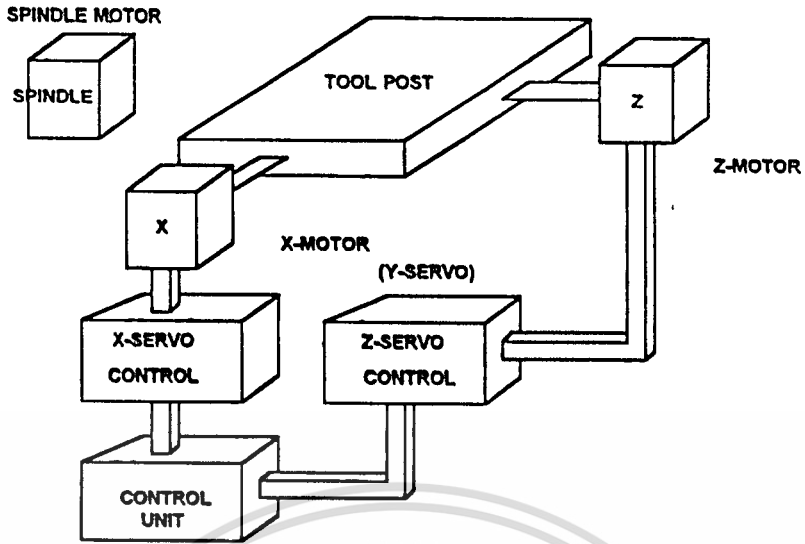 SPINDLE MOTOR
SPINDLE
TOOL POST
Z
Z-MOTOR
X
X-MOTOR
(Y-SERVO)
X-SERVO
CONTROL
Z-SERVO
CONTROL
CONTROL
UNIT